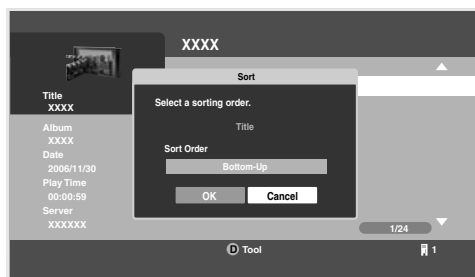 XXXX
Title
XXXX
Album
XXXX
Date
2006/11/30
Play Time
00:00:59
Server
XXXXXX
Sort
Select a sorting order.
Title
Sort Order
Bottom-Up
OK Cancel
1/24
D Tool
1